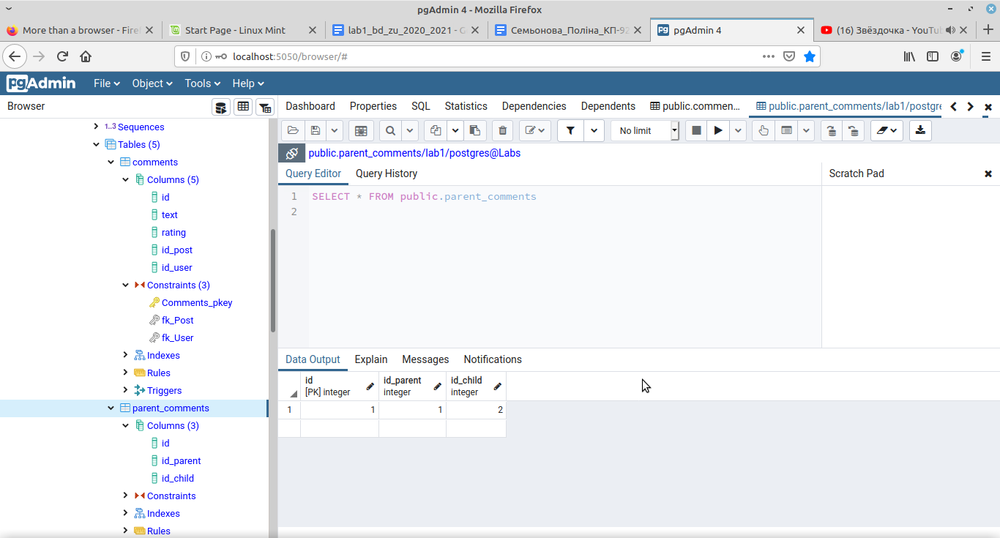 pgAdmin 4 - Mozilla Firefox
More than a browser - Fire
Start Page - Linux Mint
lab1_bd_zu_2020_2021 - G
Семьонова_Поліна_КП-92
pgAdmin 4
(16) Звёздочка - YouTu
localhost:5050/browser/#
pgAdmin File Object Tools Help
Browser
Dashboard Properties SQL Statistics Dependencies Dependents public.commen... public.parent_comments/lab1/postgre
No limit
public.parent_comments/lab1/postgres@Labs
Query Editor Query History
Scratch Pad
1 SELECT * FROM public.parent_comments
2
1..3 Sequences
Tables (5)
comments
Columns (5)
id
text
rating
id_post
id_user
Constraints (3)
Comments_pkey
fk_Post
fk_User
Indexes
Rules
Triggers
parent_comments
Columns (3)
id
id_parent
id_child
Constraints
Indexes
Rules
Data Output Explain Messages Notifications
id id_parent id_child
[PK] integer integer integer
1 1 1 2